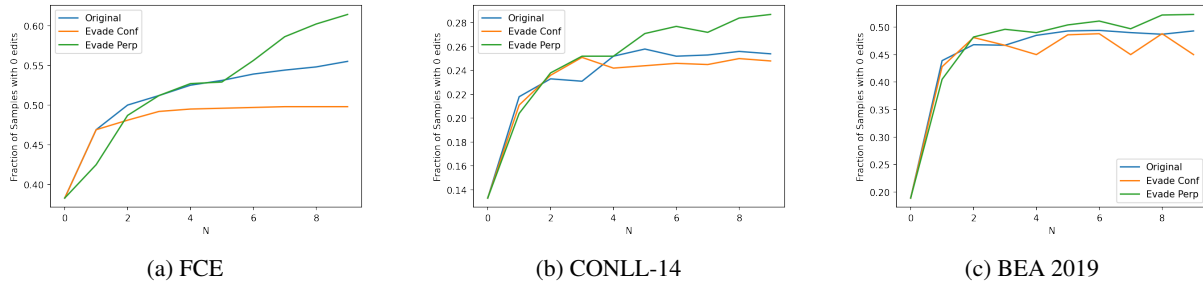 Fraction of Samples with 0 edits
0.60
0.55
0.50
0.45
0.40
Original
Evade Conf
Evade Perp
0 2 4 6 8
N
(a) FCE
Fraction of Samples with 0 edits
0.28
0.26
0.24
0.22
0.20
0.18
0.16
0.14
Original
Evade Conf
Evade Perp
0 2 4 6 8
N
(b) CONLL-14
Fraction of Samples with 0 edits
0.50
0.45
0.40
0.35
0.30
0.25
0.20
Original
Evade Conf
Evade Perp
0 2 4 6 8
N
(c) BEA 2019